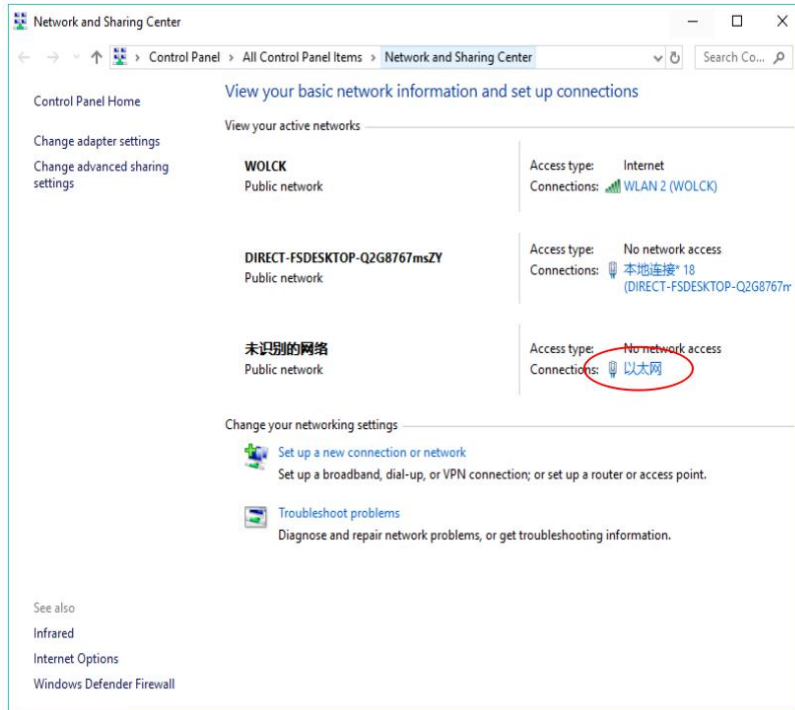 Network and Sharing Center
Control Panel > All Control Panel Items > Network and Sharing Center
Search Co...
Control Panel Home
Change adapter settings
Change advanced sharing
settings
View your basic network information and set up connections
View your active networks
WOLCK
Public network
Access type: Internet
Connections: WLAN 2 (WOLCK)
DIRECT-FSDESKTOP-Q2G8767msZY
Public network
Access type: No network access
Connections: 本地连接* 18
(DIRECT-FSDESKTOP-Q2G8767m
未识别的网络
Public network
Access type: No network access
Connections: 以太网
Change your networking settings
Set up a new connection or network
Set up a broadband, dial-up, or VPN connection; or set up a router or access point.
Troubleshoot problems
Diagnose and repair network problems, or get troubleshooting information.
See also
Infrared
Internet Options
Windows Defender Firewall